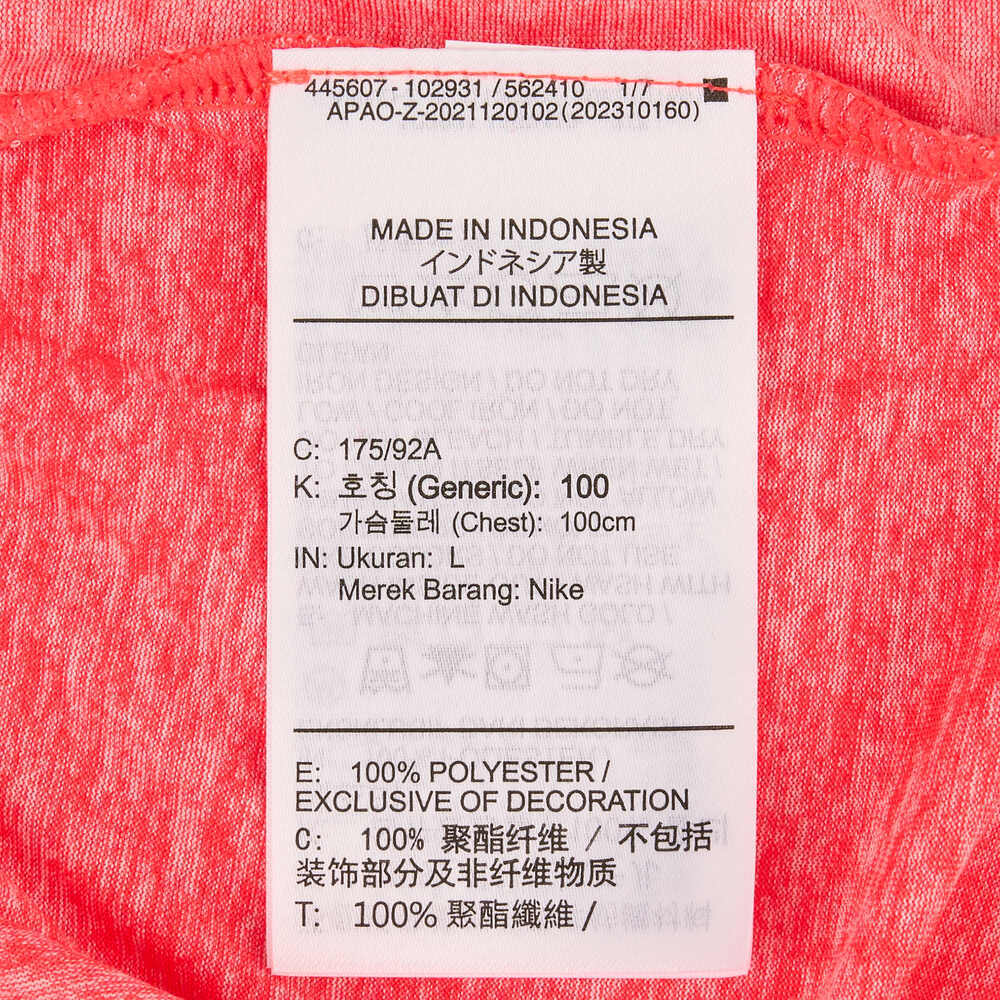 445607-102931 / 562410 1/7
APAO-Z-2021120102(202310160)
MADE IN INDONESIA
インドネシア製
DIBUAT DI INDONESIA
C: 175/92A
K: 호칭 (Generic): 100
가슴둘레 (Chest): 100cm
IN: Ukuran: L
Merek Barang: Nike
E: 100% POLYESTER /
EXCLUSIVE OF DECORATION
C: 100% 聚酯纤维 / 不包括
装饰部分及非纤维物质
T: 100% 聚酯纖維 /